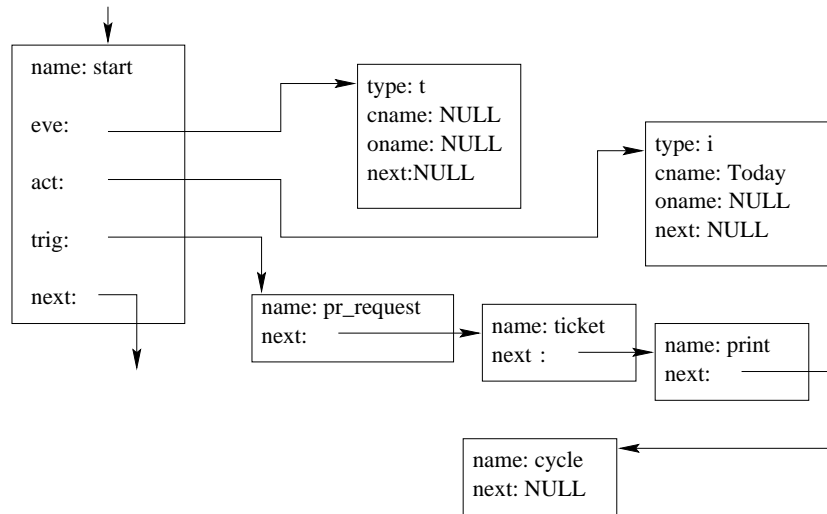 name: start
eve:
act:
trig:
next:
type: t
cname: NULL
oname: NULL
next:NULL
type: i
cname: Today
oname: NULL
next: NULL
name: pr_request
next:
name: ticket
next :
name: print
next:
name: cycle
next: NULL